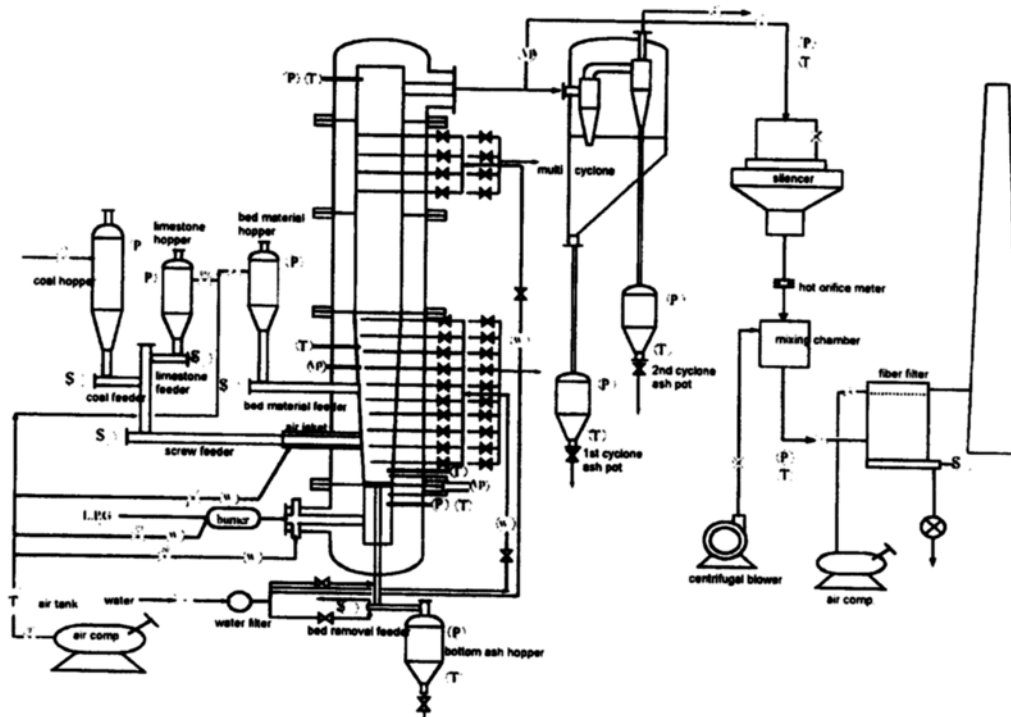 (P)
(T)
(P) (T)
silencer
multi cyclone
limestone
hopper
bed material
hopper
(P)
P)
(P)
coal hopper
hot orifice meter
(P)
(w)
mixing chamber
(T)
S
S
limestone
feeder
coal feeder
S
(T)
2nd cyclone
ash pot
fiber filter
bed material feeder
(P)
air jaket
S
screw feeder
(T)
1st cyclone
ash pot
(T)
(P)
T)
S
(P) (T)
(w)
L.P.G
burner
(w)
(w)
(w)
centrifugal blower
air comp.
T
air tank
water
S
water filter
bed removal feeder
air comp
(P)
bottom ash hopper
(T)